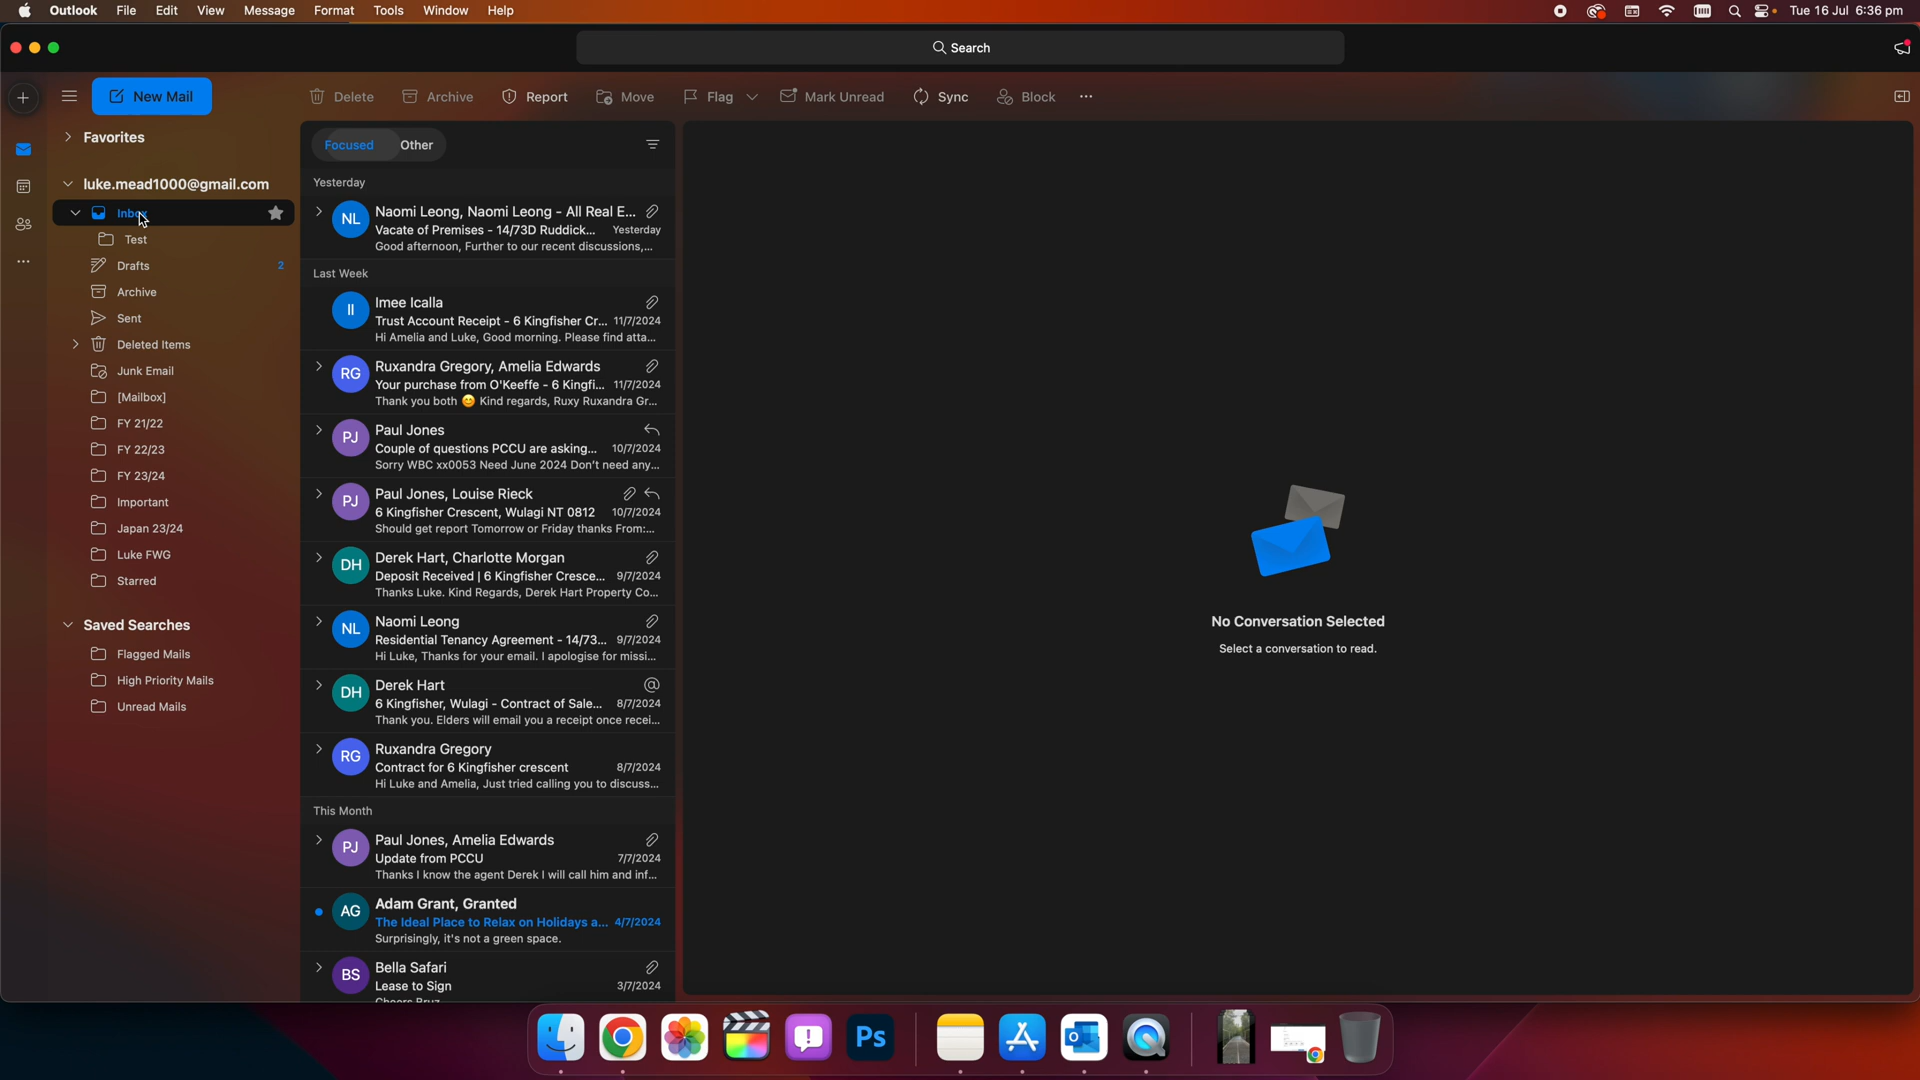 Outlook File Edit View Message Format Tools Window Help Tue 16 Jul 6:36 pm
Search
New Mail Delete Archive Report Move Flag Mark Unread Sync Block
Favorites
luke.mead1000@gmail.com
Inbox
Test
Drafts 2
Archive
Sent
Deleted Items
Junk Email
[Mailbox]
FY 21/22
FY 22/23
FY 23/24
Important
Japan 23/24
Luke FWG
Starred
Saved Searches
Flagged Mails
High Priority Mails
Unread Mails
Focused Other
Yesterday
NL
Naomi Leong, Naomi Leong - All Real E...
Vacate of Premises - 14/73D Ruddick... Yesterday
Good afternoon, Further to our recent discussions,...
Last Week
II
Imee Icalla
Trust Account Receipt - 6 Kingfisher Cr... 11/7/2024
Hi Amelia and Luke, Good morning. Please find atta...
RG
Ruxandra Gregory, Amelia Edwards
Your purchase from O'Keeffe - 6 Kingfi... 11/7/2024
Thank you both 😊 Kind regards, Ruxy Ruxandra Gr...
PJ
Paul Jones
Couple of questions PCCU are asking... 10/7/2024
Sorry WBC xx0053 Need June 2024 Don't need any...
PJ
Paul Jones, Louise Rieck
6 Kingfisher Crescent, Wulagi NT 0812 10/7/2024
Should get report Tomorrow or Friday thanks From:...
DH
Derek Hart, Charlotte Morgan
Deposit Received | 6 Kingfisher Cresce... 9/7/2024
Thanks Luke. Kind Regards, Derek Hart Property Co...
NL
Naomi Leong
Residential Tenancy Agreement - 14/73... 9/7/2024
Hi Luke, Thanks for your email. I apologise for missi...
DH
Derek Hart @
6 Kingfisher, Wulagi - Contract of Sale... 8/7/2024
Thank you. Elders will email you a receipt once recei...
RG
Ruxandra Gregory
Contract for 6 Kingfisher crescent 8/7/2024
Hi Luke and Amelia, Just tried calling you to discuss...
This Month
PJ
Paul Jones, Amelia Edwards
Update from PCCU 7/7/2024
Thanks I know the agent Derek I will call him and inf...
AG
Adam Grant, Granted
The Ideal Place to Relax on Holidays a... 4/7/2024
Surprisingly, it's not a green space.
BS
Bella Safari
Lease to Sign 3/7/2024
Cheers Bruz
No Conversation Selected
Select a conversation to read.
Ps